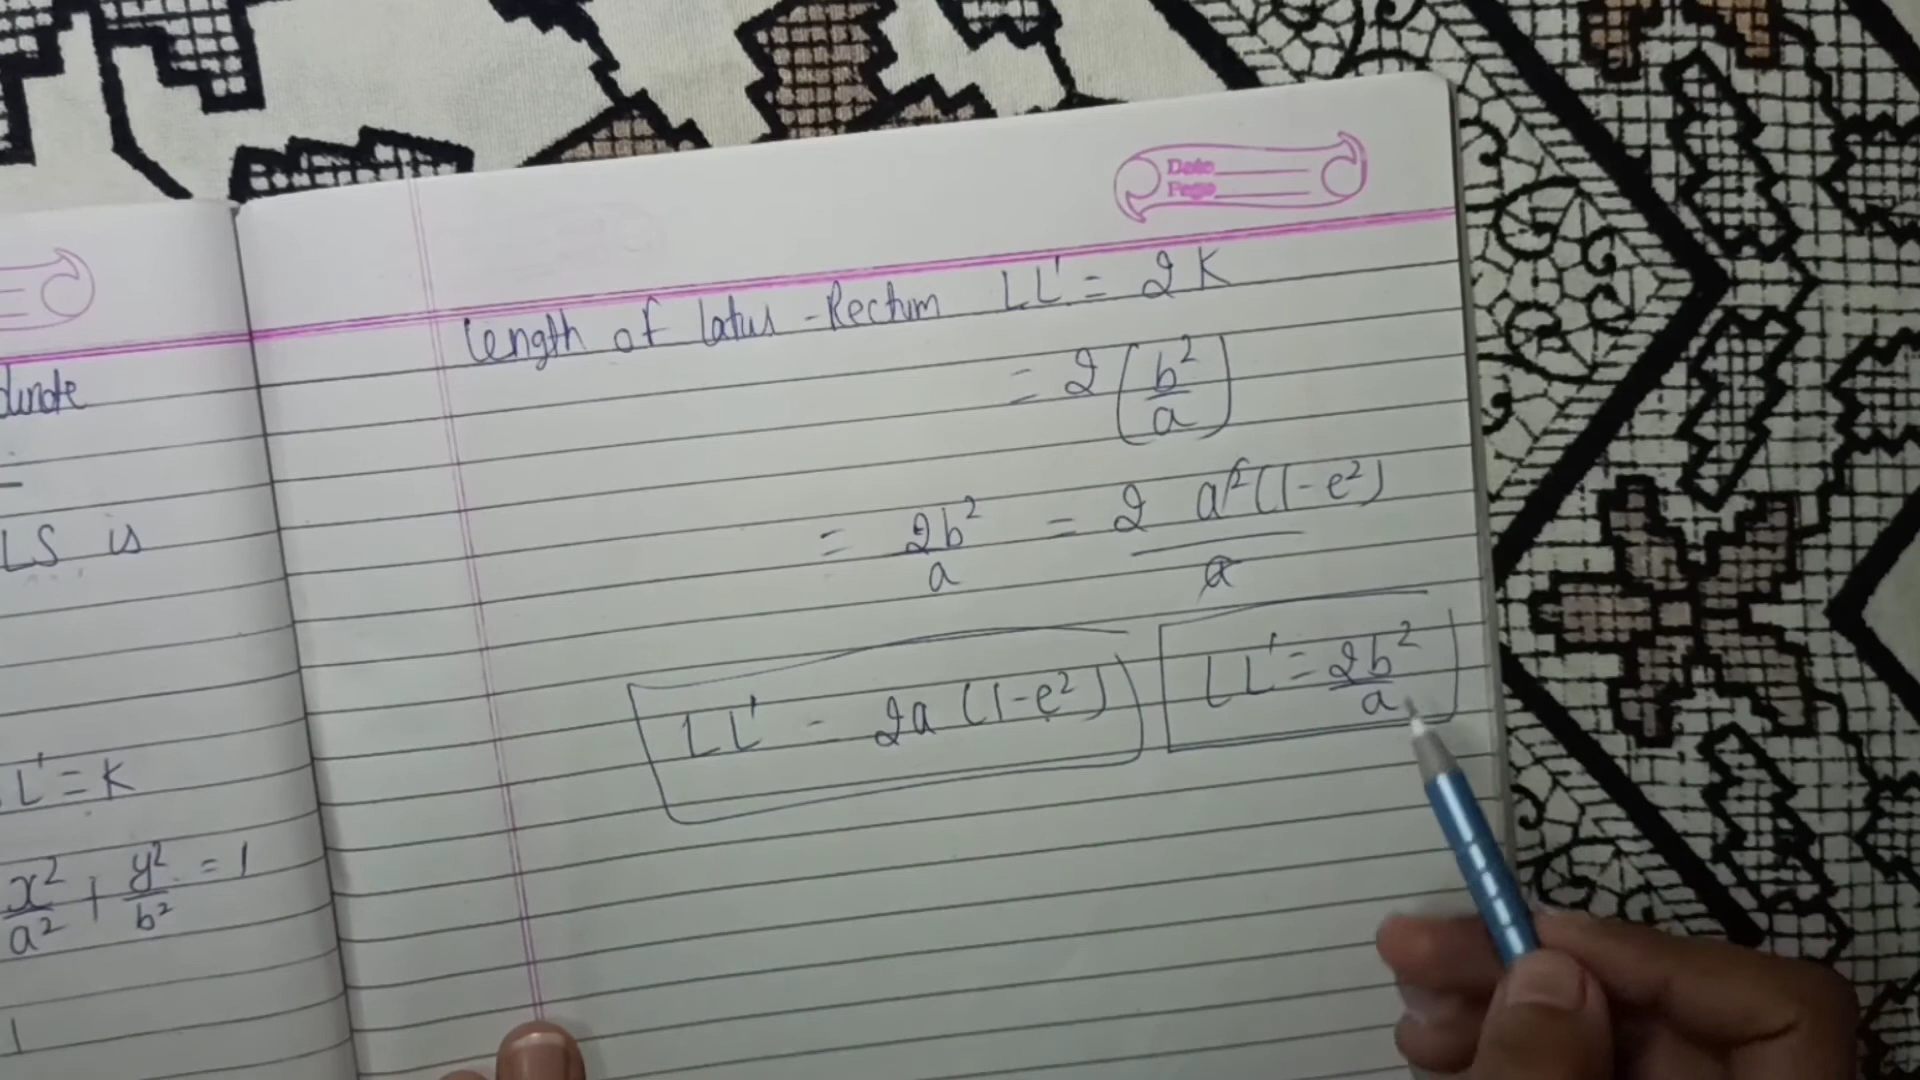 LS is
L' = K
x²/a² + y²/b² = 1
1
Date
Page
length of latus - Rectum LL' = 2K
= 2(b²/a)
= 2b²/a = 2 a²(1-e²)/a
LL' = 2a(1-e²) LL' = 2b²/a